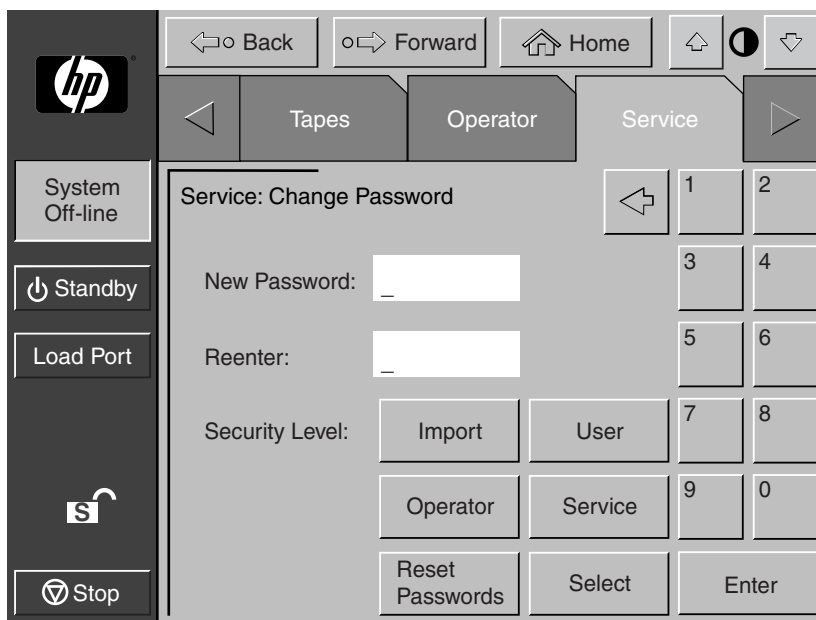 Back
Forward
Home
hp
Tapes
Operator
Service
System
Off-line
Standby
Load Port
S
Stop
Service: Change Password
New Password: _
Reenter: _
Security Level:
Import
User
Operator
Service
Reset
Passwords
Select
Enter
1
2
3
4
5
6
7
8
9
0